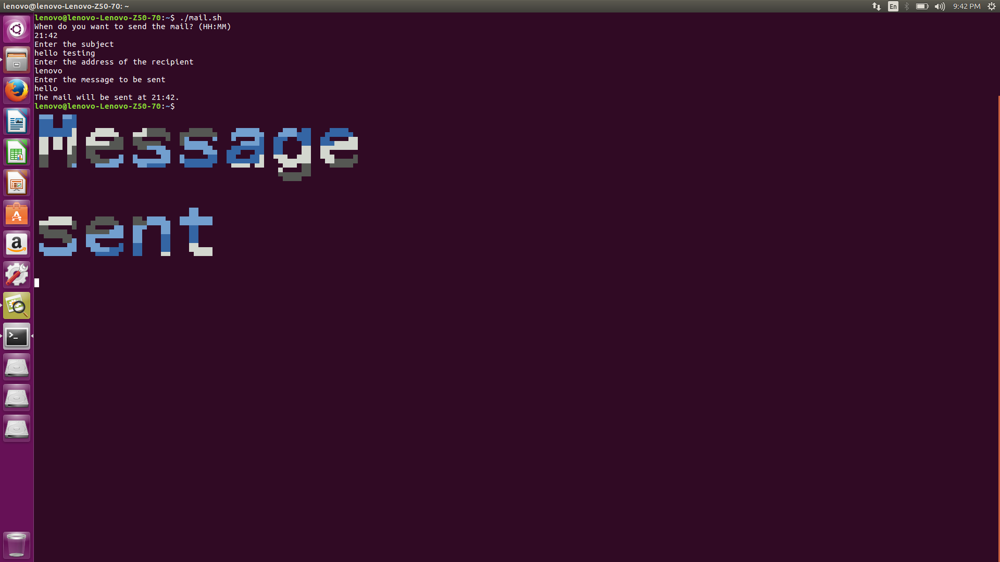 lenovo@lenovo-Lenovo-Z50-70: ~
En
9:42 PM
lenovo@lenovo-Lenovo-Z50-70:~$ ./mail.sh
When do you want to send the mail? (HH:MM)
21:42
Enter the subject
hello testing
Enter the address of the recipient
lenovo
Enter the message to be sent
hello
The mail will be sent at 21:42.
lenovo@lenovo-Lenovo-Z50-70:~$
Message
sent